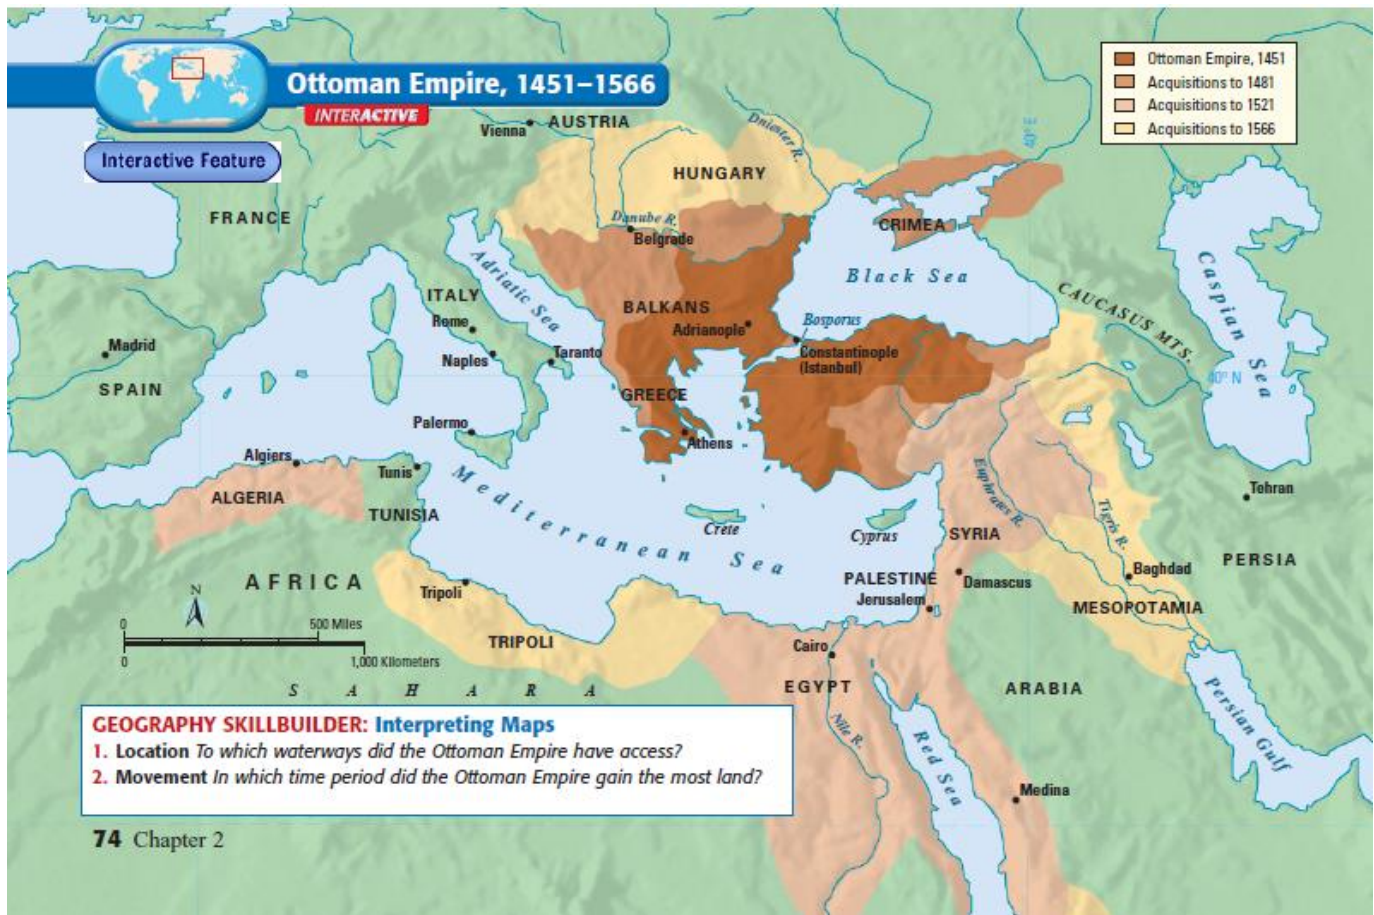 Ottoman Empire, 1451–1566
INTERACTIVE
Interactive Feature
Ottoman Empire, 1451
Acquisitions to 1481
Acquisitions to 1521
Acquisitions to 1566
Vienna
AUSTRIA
Dniester R.
40° E
HUNGARY
FRANCE
Danube R.
Belgrade
CRIMEA
Adriatic Sea
Black Sea
Caspian Sea
ITALY
BALKANS
CAUCASUS MTS.
Rome
Adrianople
Bosporus
Madrid
Naples
Taranto
Constantinople
(Istanbul)
40° N
SPAIN
GREECE
Palermo
Athens
Algiers
Tunis
Mediterranean Sea
Euphrates R.
Tigris R.
Tehran
ALGERIA
TUNISIA
Crete
Cyprus
SYRIA
PERSIA
AFRICA
Tripoli
PALESTINE
Damascus
Baghdad
Jerusalem
MESOPOTAMIA
N
0 500 Miles
0 1,000 Kilometers
TRIPOLI
Cairo
SAHARA
EGYPT
ARABIA
Nile R.
Red Sea
Persian Gulf
Medina
GEOGRAPHY SKILLBUILDER: Interpreting Maps
1. Location To which waterways did the Ottoman Empire have access?
2. Movement In which time period did the Ottoman Empire gain the most land?
74 Chapter 2